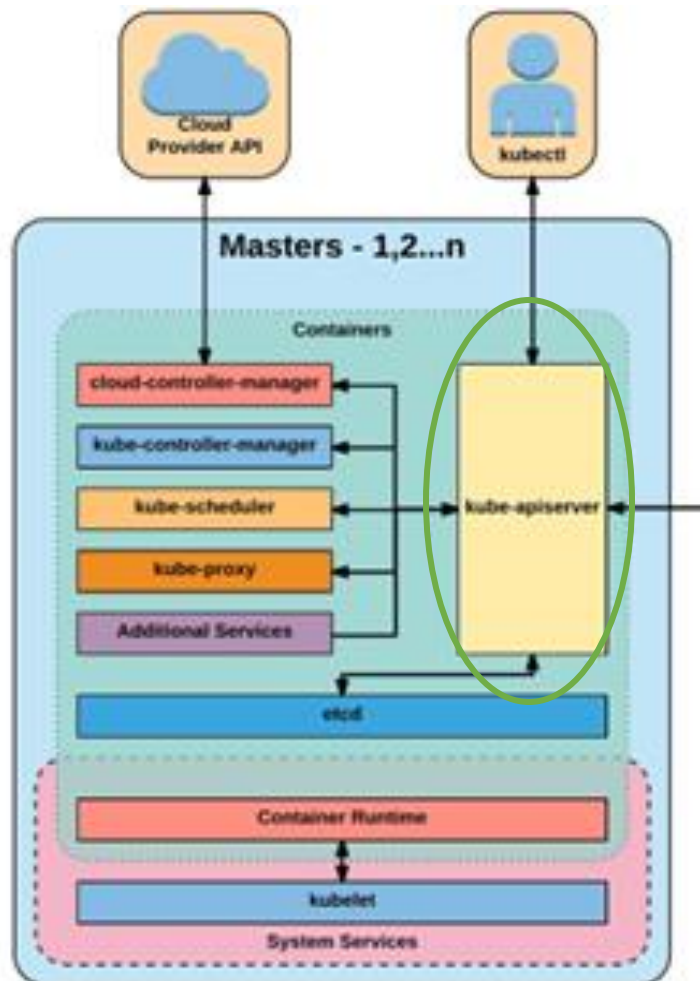 Cloud
Provider API
kubectl
Masters - 1,2...n
Containers
cloud-controller-manager
kube-controller-manager
kube-scheduler
kube-apiserver
kube-proxy
Additional Services
etcd
Container Runtime
kubelet
System Services